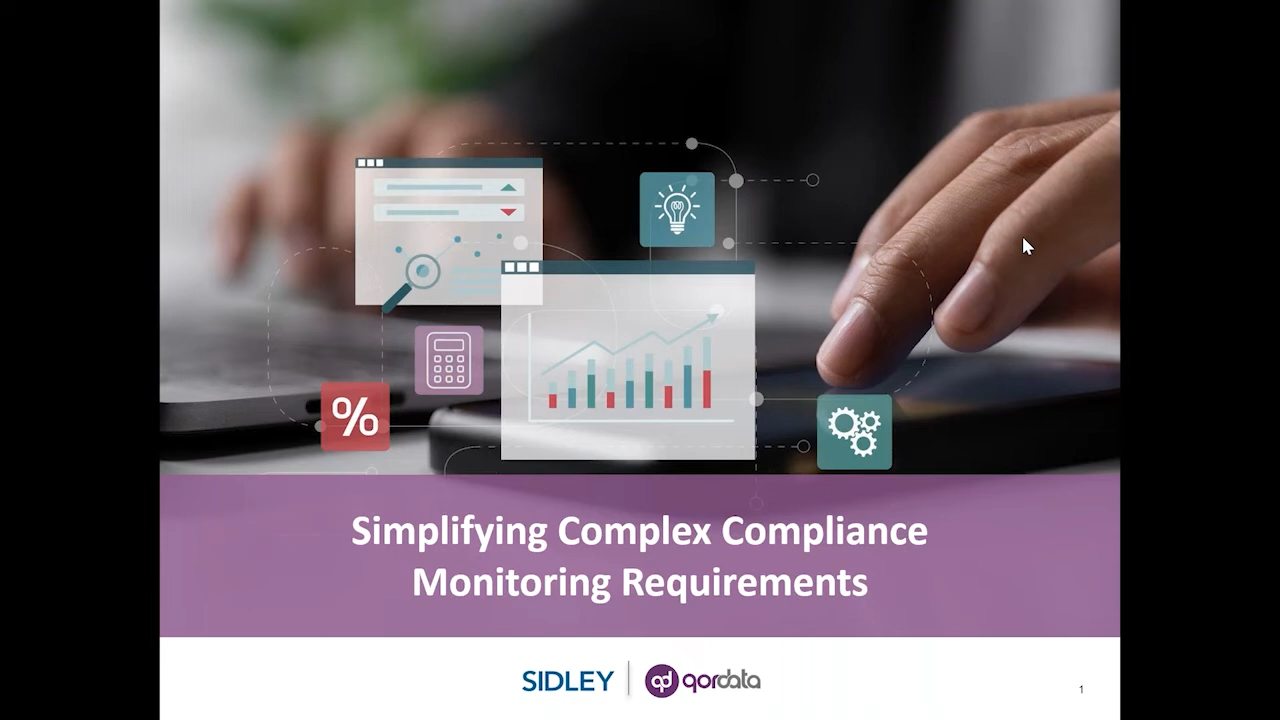 %
Simplifying Complex Compliance
Monitoring Requirements
SIDLEY
qd qordata
1